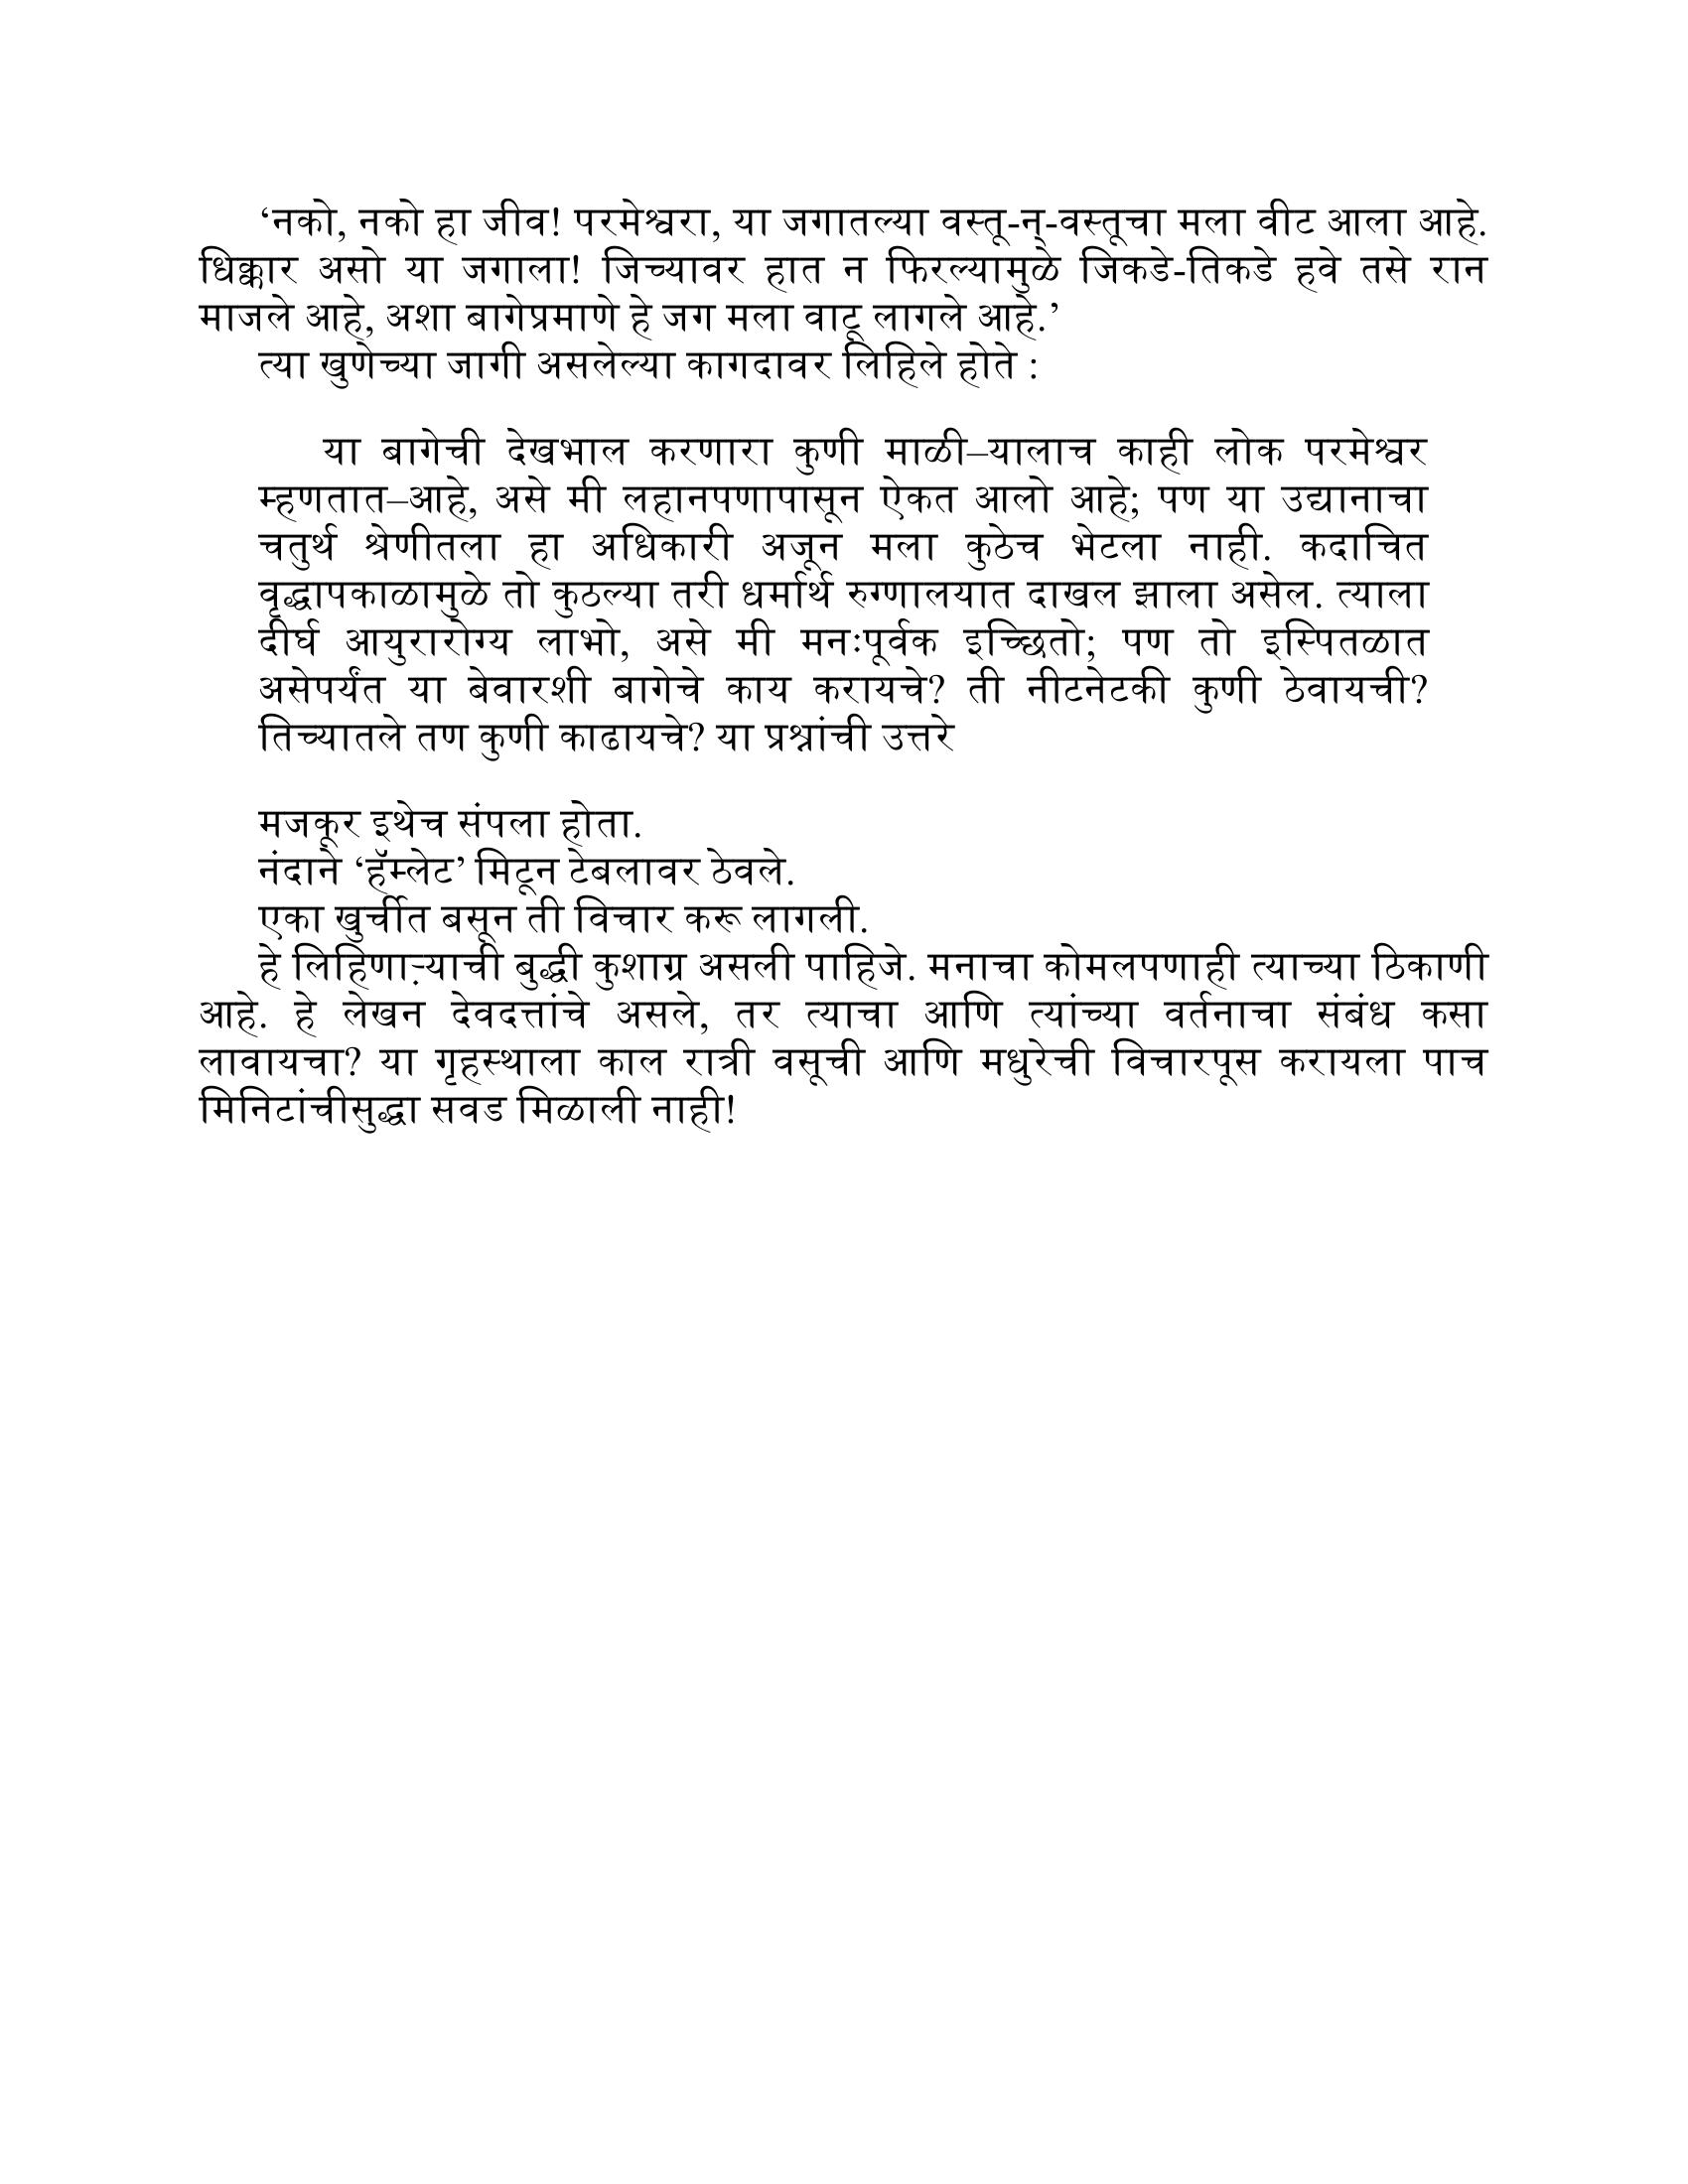 ‘नको, नको हा जीव! परमेश्वरा, या जगातल्या वस्तू-न्-वस्तूचा मला वीट आला आहे.
धिक्कार असो या जगाला! जिच्यावर हात न फिरल्यामुळे जिकडे-तिकडे हवे तसे रान
माजले आहे, अशा बागेप्रमाणे हे जग मला वाटू लागले आहे.’
त्या खुणेच्या जागी असलेल्या कागदावर लिहिले होते :
या बागेची देखभाल करणारा कुणी माळी–यालाच काही लोक परमेश्वर
म्हणतात–आहे, असे मी लहानपणापासून ऐकत आलो आहे; पण या उद्यानाचा
चतुर्थ श्रेणीतला हा अधिकारी अजून मला कुठेच भेटला नाही. कदाचित
वृद्धापकाळामुळे तो कुठल्या तरी धर्मार्थ रुग्णालयात दाखल झाला असेल. त्याला
दीर्घ आयुरारोग्य लाभो, असे मी मनःपूर्वक इच्छितो; पण तो इस्पितळात
असेपर्यंत या बेवारशी बागेचे काय करायचे? ती नीटनेटकी कुणी ठेवायची?
तिच्यातले तण कुणी काढायचे? या प्रश्नांची उत्तरे
मजकूर इथेच संपला होता.
नंदाने ‘हॅम्लेट’ मिटून टेबलावर ठेवले.
एका खुर्चीत बसून ती विचार करू लागली.
हे लिहिणाऱ्याची बुद्धी कुशाग्र असली पाहिजे. मनाचा कोमलपणाही त्याच्या ठिकाणी
आहे. हे लेखन देवदत्तांचे असले, तर त्याचा आणि त्यांच्या वर्तनाचा संबंध कसा
लावायचा? या गृहस्थाला काल रात्री वसूची आणि मधुरेची विचारपूस करायला पाच
मिनिटांचीसुद्धा सवड मिळाली नाही!